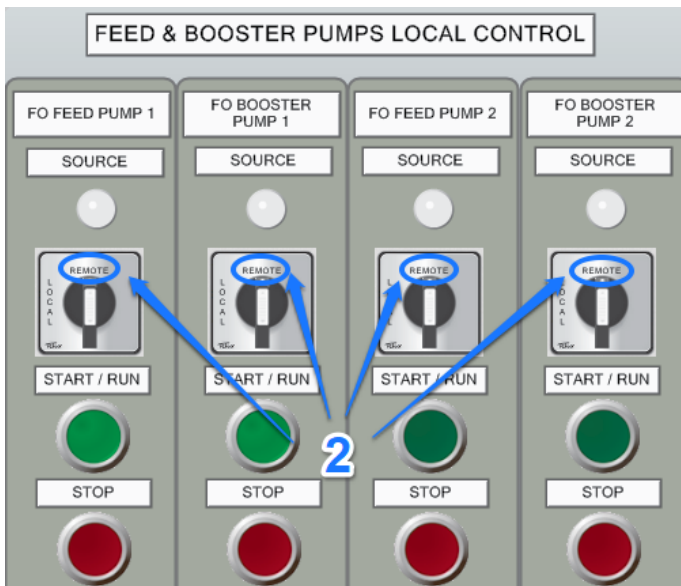 FEED & BOOSTER PUMPS LOCAL CONTROL
FO FEED PUMP 1
FO BOOSTER
PUMP 1
FO FEED PUMP 2
FO BOOSTER
PUMP 2
SOURCE
SOURCE
SOURCE
SOURCE
REMOTE
LOCAL
REMOTE
LOCAL
REMOTE
REMOTE
LOCAL
START / RUN
START / RUN
START / RUN
START / RUN
2
STOP
STOP
STOP
STOP